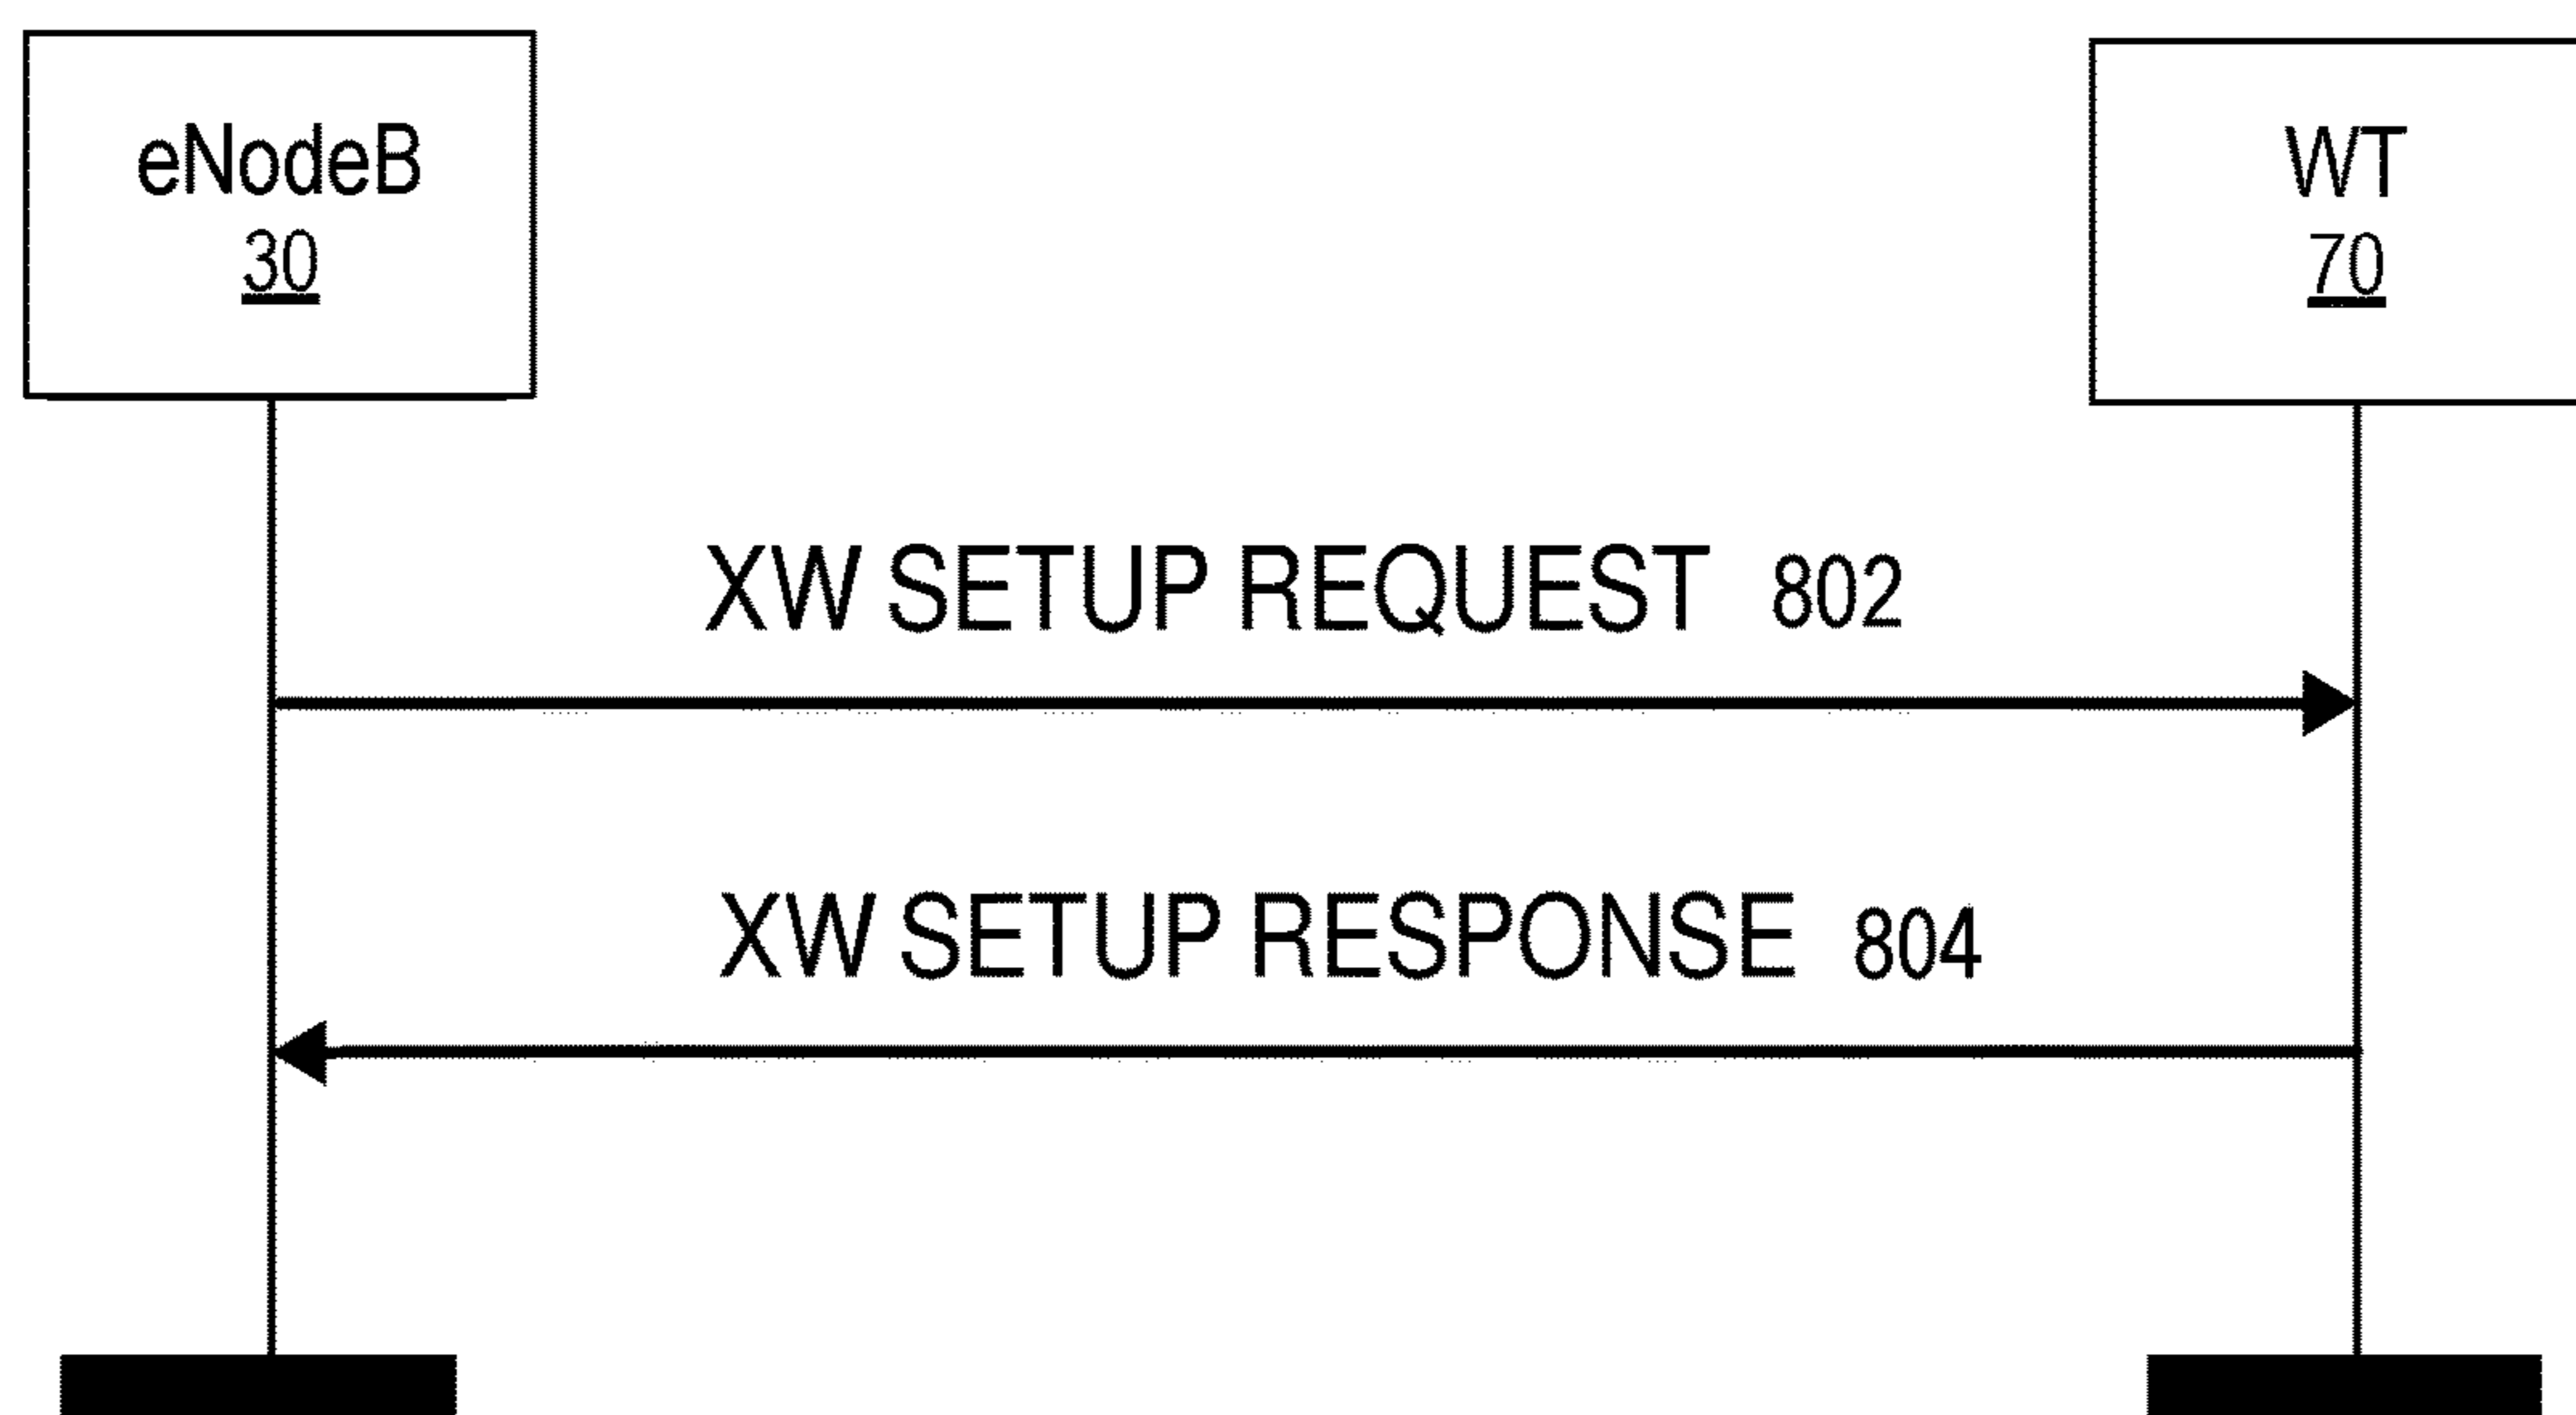 eNodeB
30
WT
70
XW SETUP REQUEST 802
XW SETUP RESPONSE 804